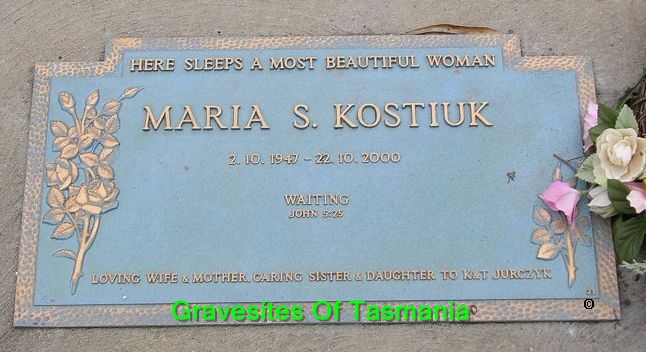 HERE SLEEPS A MOST BEAUTIFUL WOMAN
MARIA S. KOSTIUK
2. 10. 1947 - 22. 10. 2000
WAITING
JOHN 5:25
LOVING WIFE & MOTHER, CARING SISTER & DAUGHTER TO K&T JURCZYK
Gravesites Of Tasmania
©